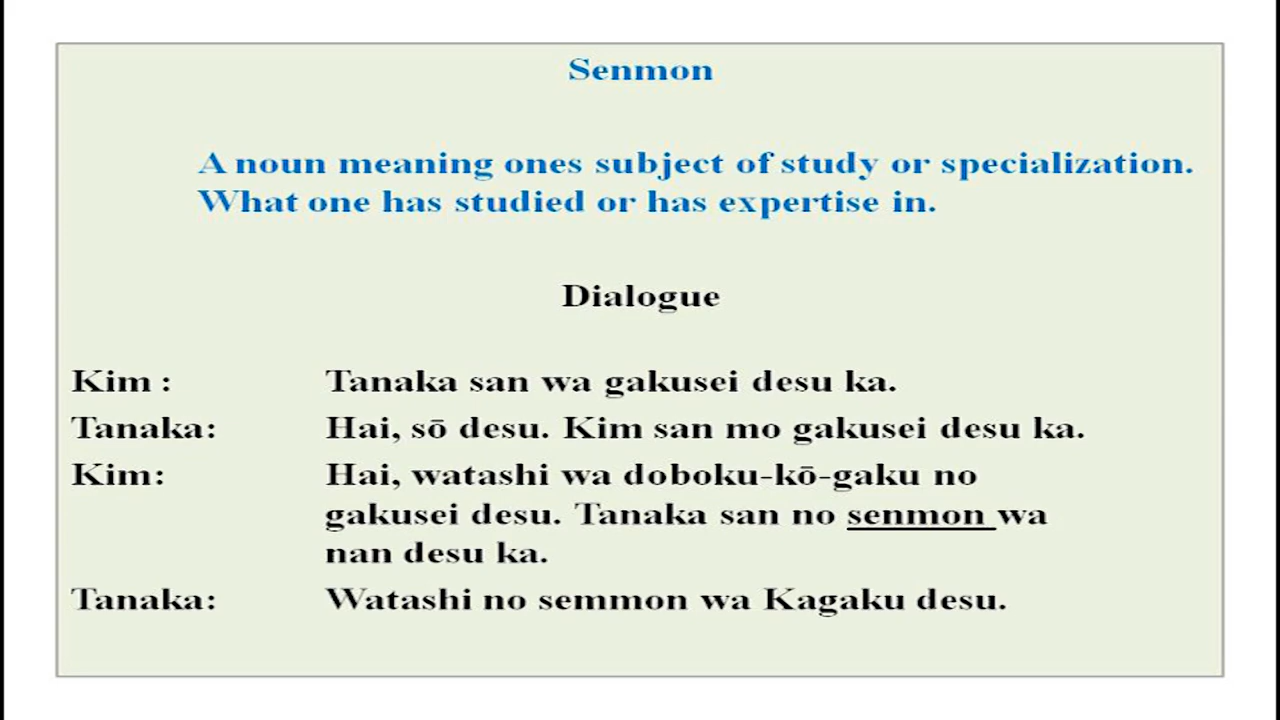 Senmon
A noun meaning ones subject of study or specialization.
What one has studied or has expertise in.
Dialogue
Kim : Tanaka san wa gakusei desu ka.
Tanaka: Hai, sō desu. Kim san mo gakusei desu ka.
Kim: Hai, watashi wa doboku-kō-gaku no
gakusei desu. Tanaka san no senmon wa
nan desu ka.
Tanaka: Watashi no semmon wa Kagaku desu.